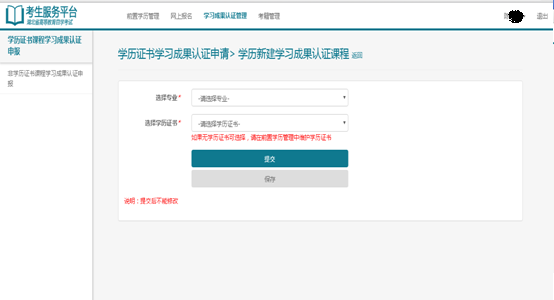 考生服务平台
湖北省高等教育自学考试
前置学历管理 网上报名 学习成果认证管理 考籍管理
退出
学历证书课程学习成果认证申报
非学历证书课程学习成果认证申报
学历证书学习成果认证申请> 学历新建学习成果认证课程 返回
选择专业 * -请选择专业-
选择学历证书 * -请选择学历证书-
如果无学历证书可选择，请在前置学历管理中维护学历证书
提交
保存
说明：提交后不能修改